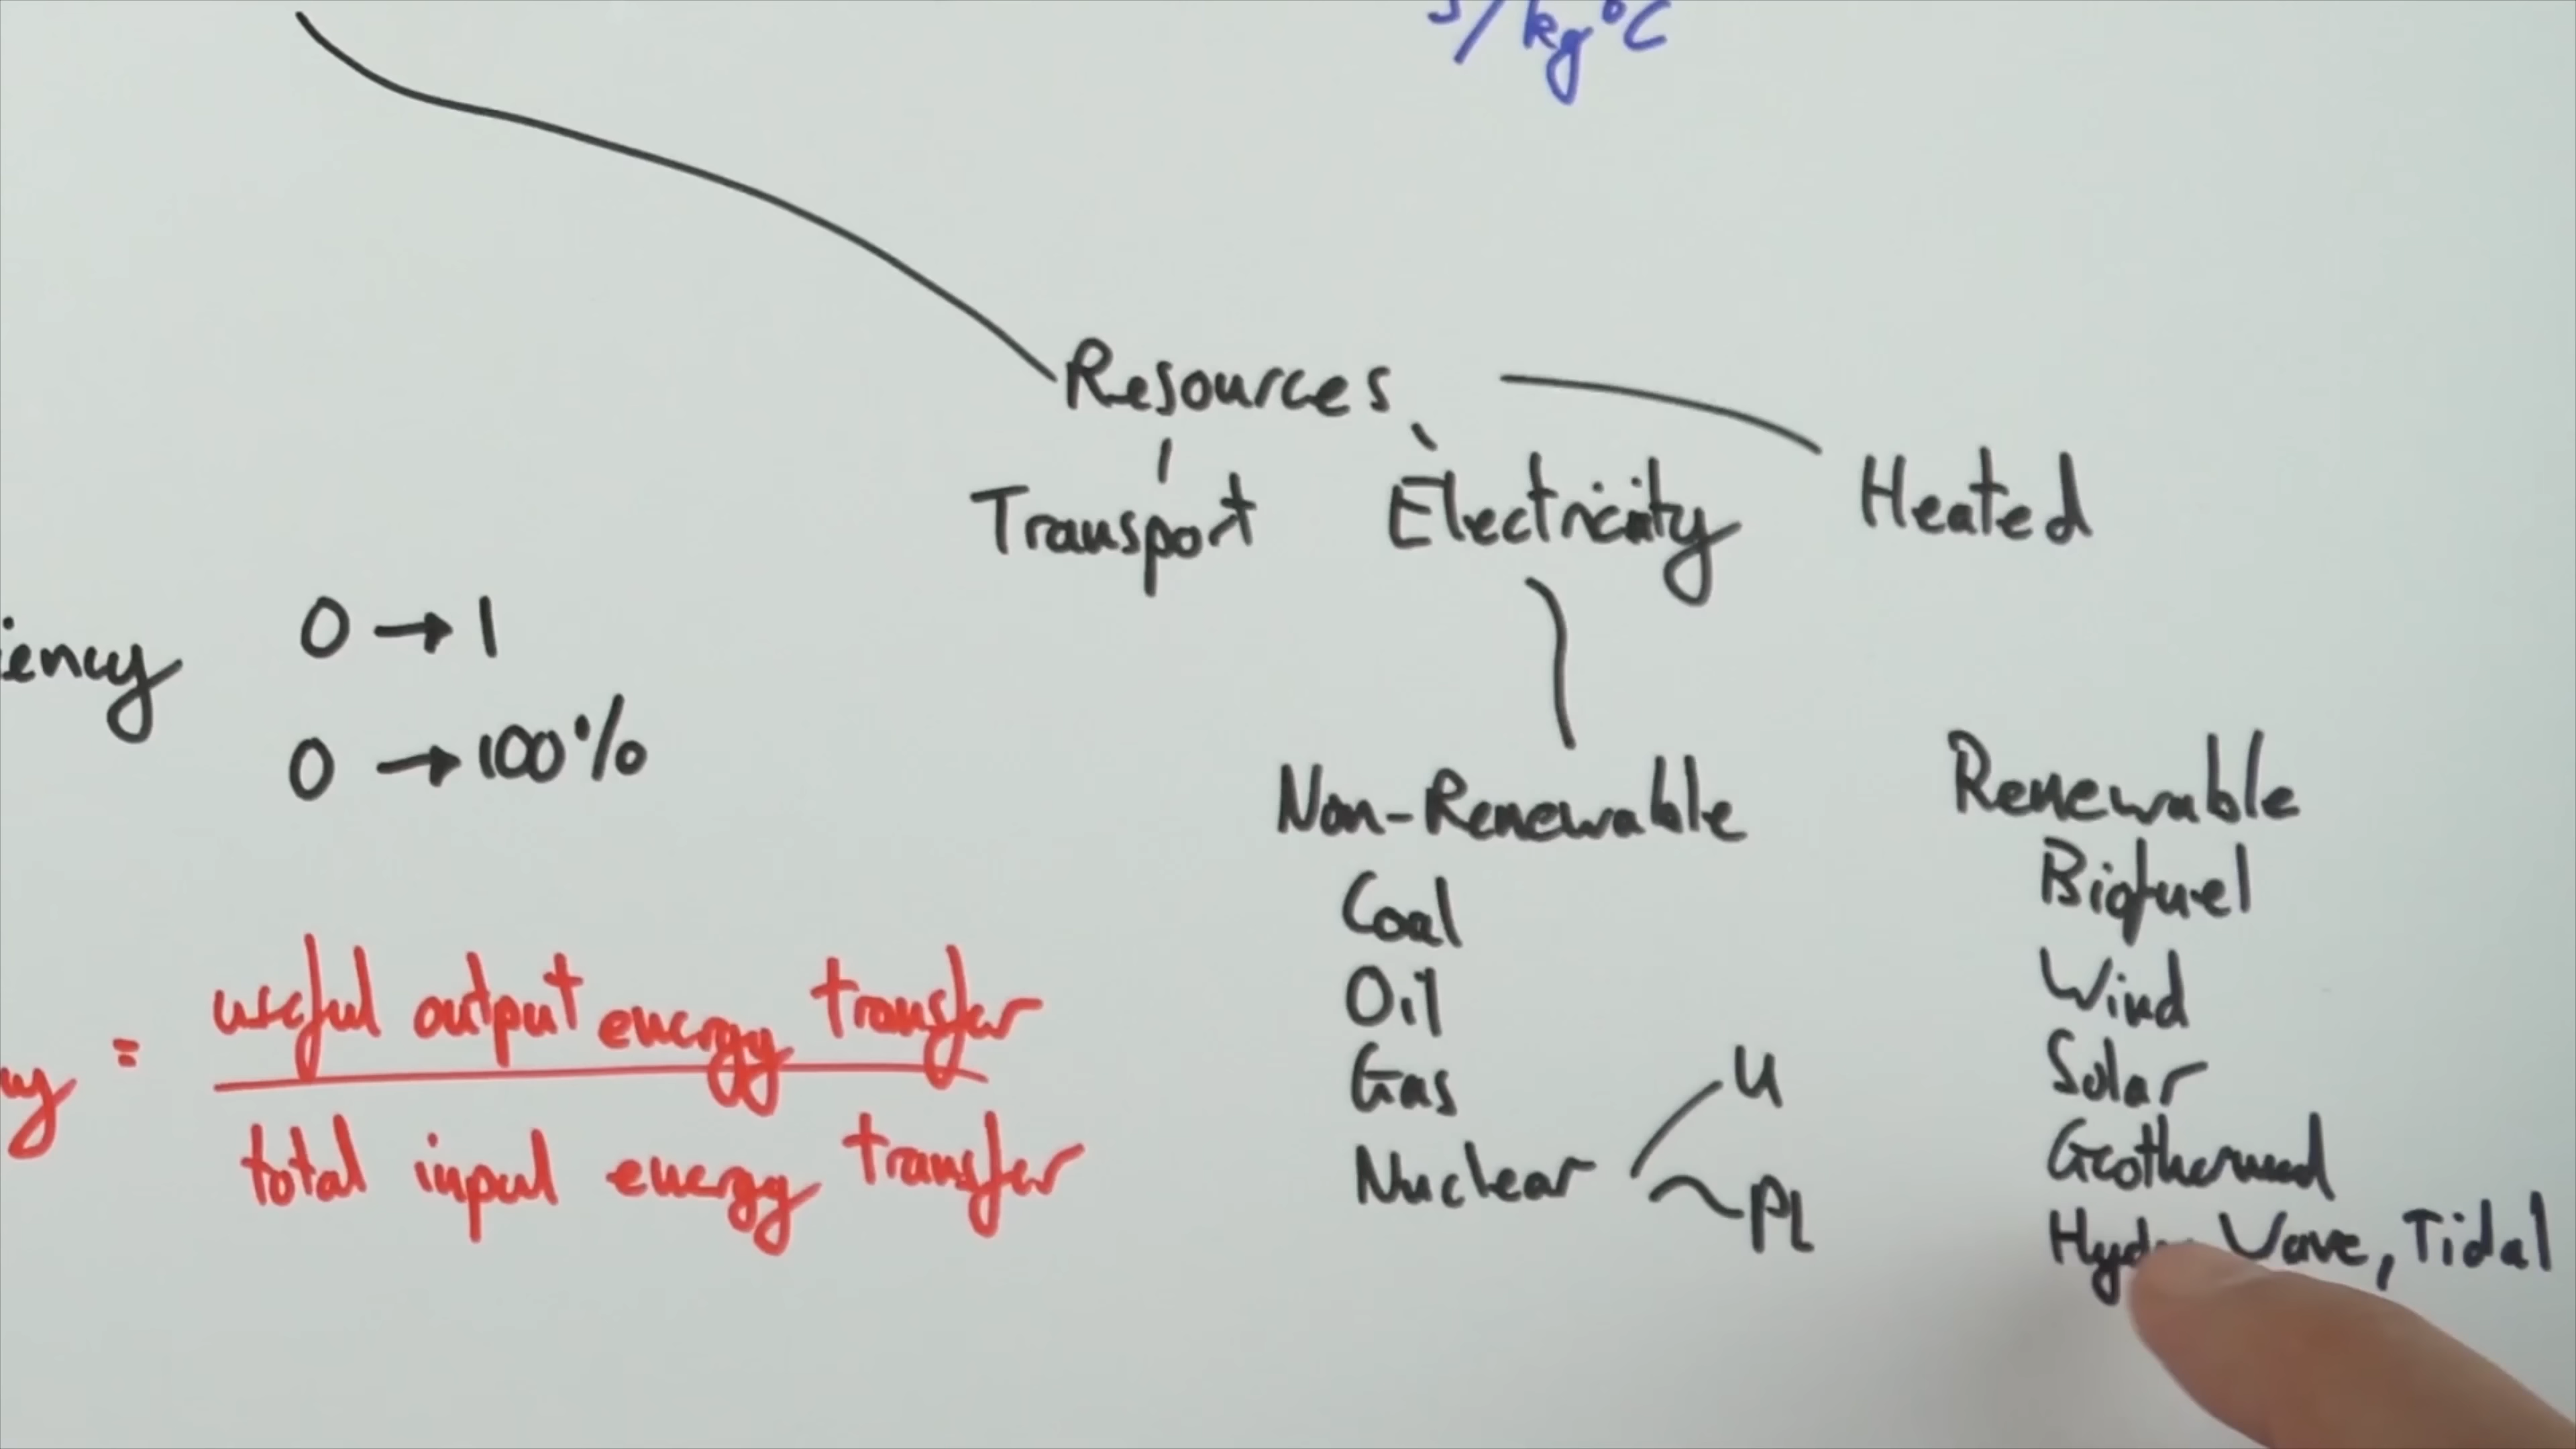 J/kg°C
Resources
Transport Electricity Heated
iency 0 → 1
0 → 100%
Non-Renewable
Coal
Oil
Gas
Nuclear
U
PL
Renewable
Biofuel
Wind
Solar
Geothermal
Wave, Tidal
= useful output energy transfer
total input energy transfer